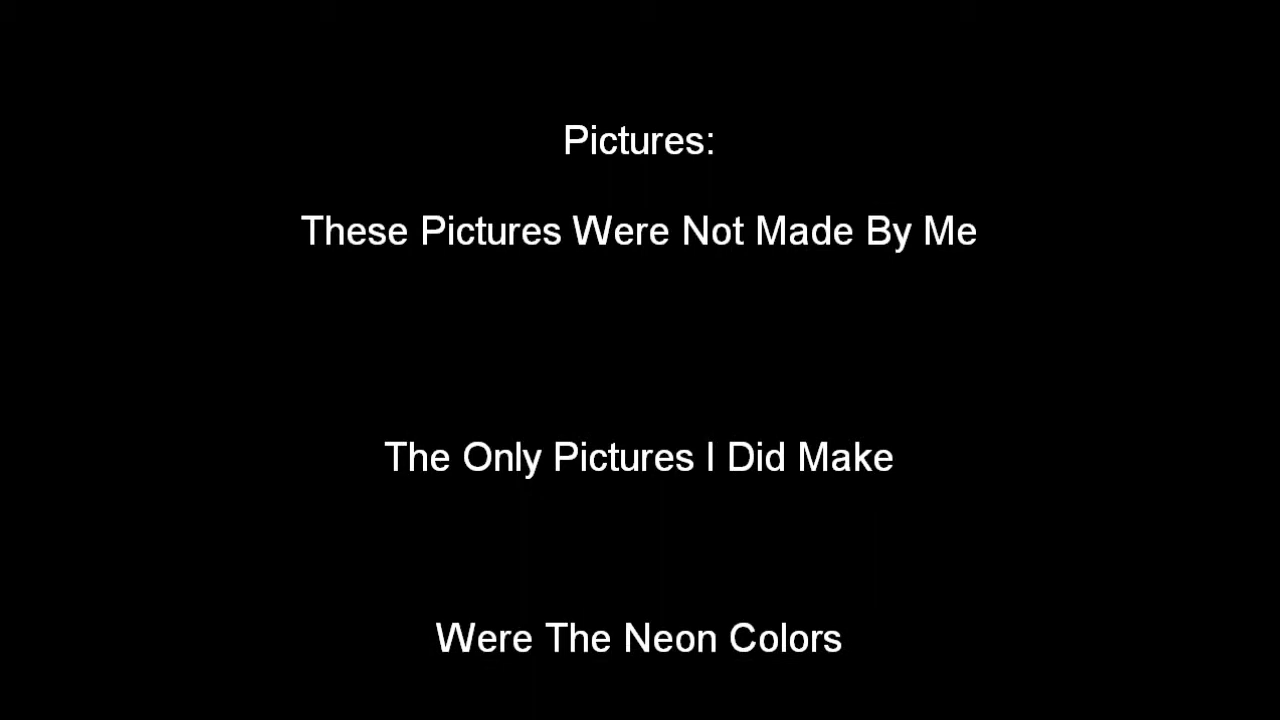 Pictures:
These Pictures Were Not Made By Me
The Only Pictures I Did Make
Were The Neon Colors